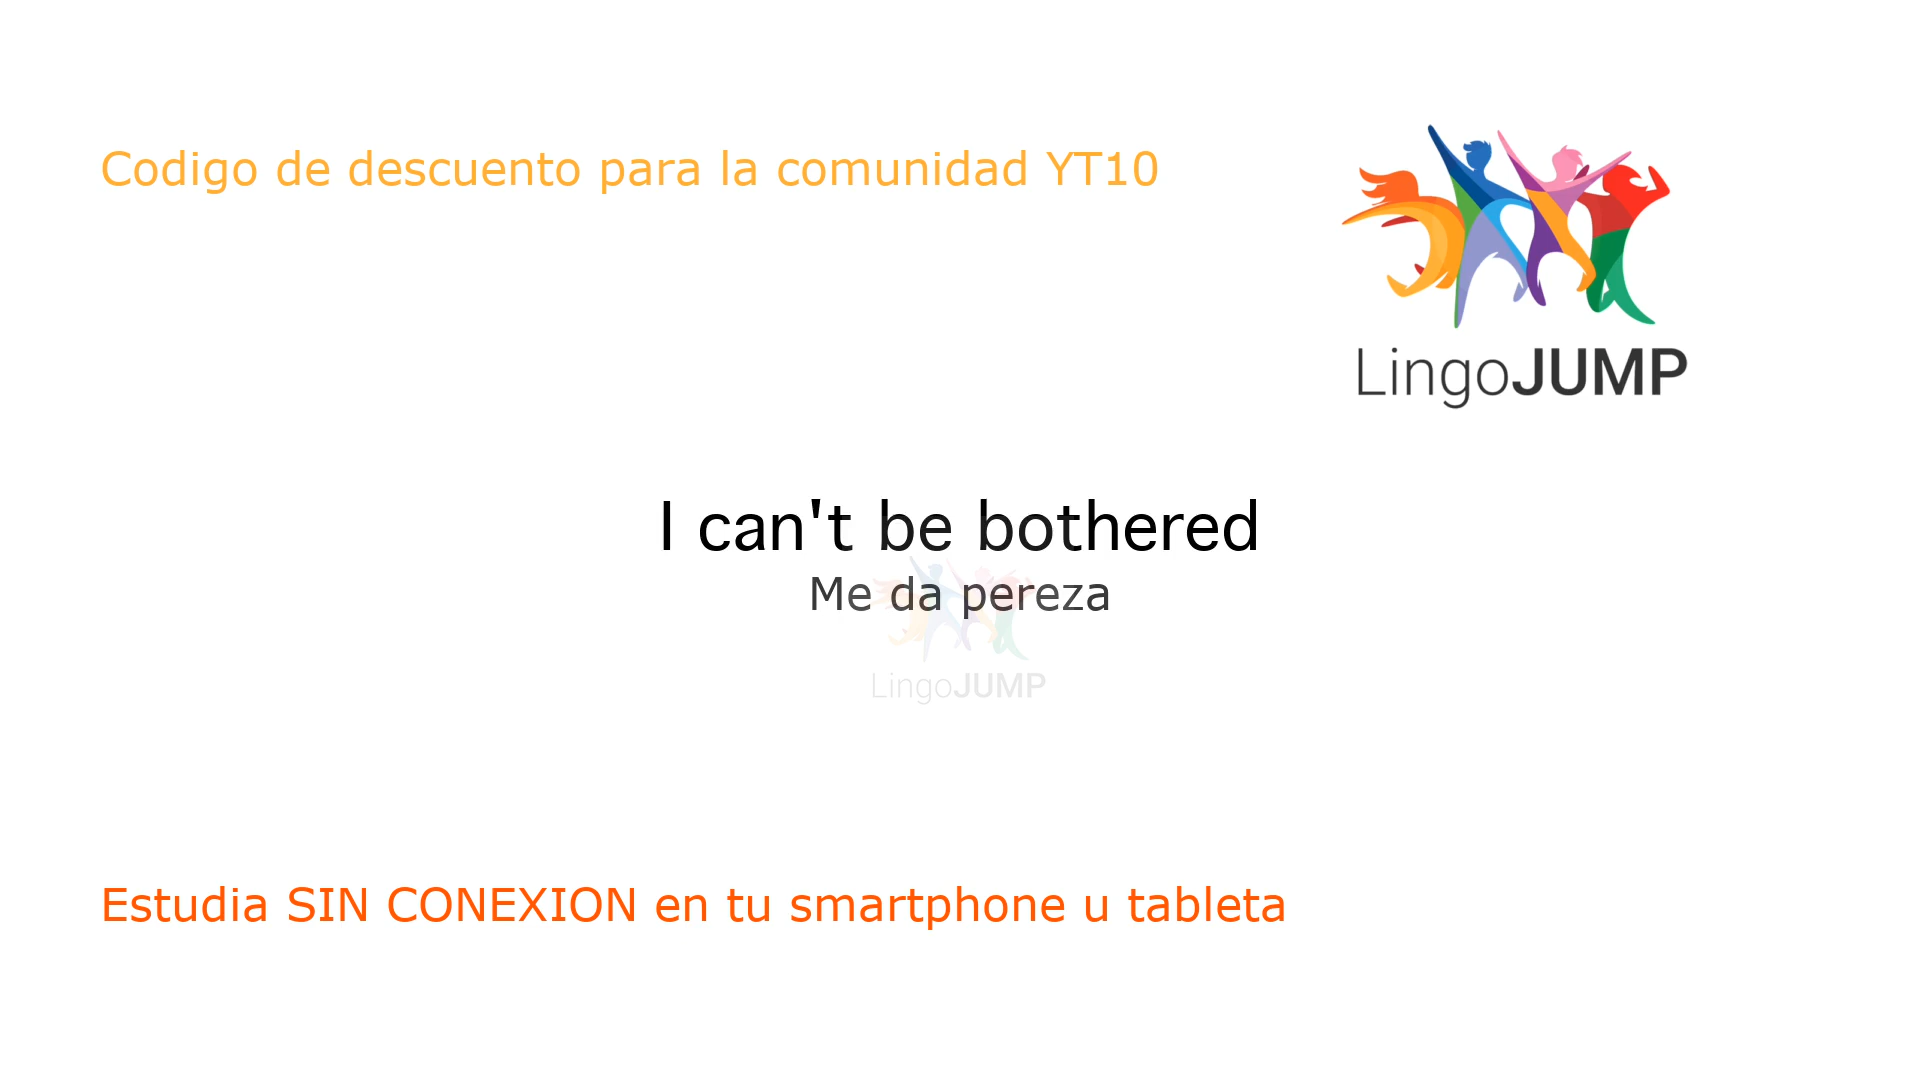 Codigo de descuento para la comunidad YT10
LingoJUMP
I can't be bothered
Me da pereza
LingoJUMP
Estudia SIN CONEXION en tu smartphone u tableta